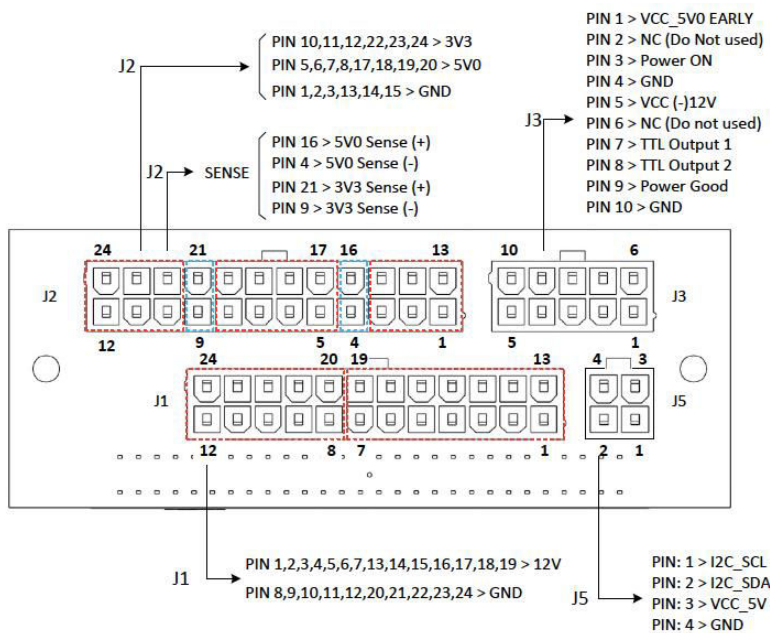 J2
PIN 10,11,12,22,23,24 > 3V3
PIN 5,6,7,8,17,18,19,20 > 5V0
PIN 1,2,3,13,14,15 > GND
J2
SENSE
PIN 16 > 5V0 Sense (+)
PIN 4 > 5V0 Sense (-)
PIN 21 > 3V3 Sense (+)
PIN 9 > 3V3 Sense (-)
J3
PIN 1 > VCC_5V0 EARLY
PIN 2 > NC (Do Not used)
PIN 3 > Power ON
PIN 4 > GND
PIN 5 > VCC (-)12V
PIN 6 > NC (Do not used)
PIN 7 > TTL Output 1
PIN 8 > TTL Output 2
PIN 9 > Power Good
PIN 10 > GND
24 21 17 16 13 10 6
J2 J3
12 9 5 4 1 5 1
24 20 19 13 4 3
J1 J5
12 8 7 1 2 1
J1
PIN 1,2,3,4,5,6,7,13,14,15,16,17,18,19 > 12V
PIN 8,9,10,11,12,20,21,22,23,24 > GND
J5
PIN: 1 > I2C_SCL
PIN: 2 > I2C_SDA
PIN: 3 > VCC_5V
PIN: 4 > GND